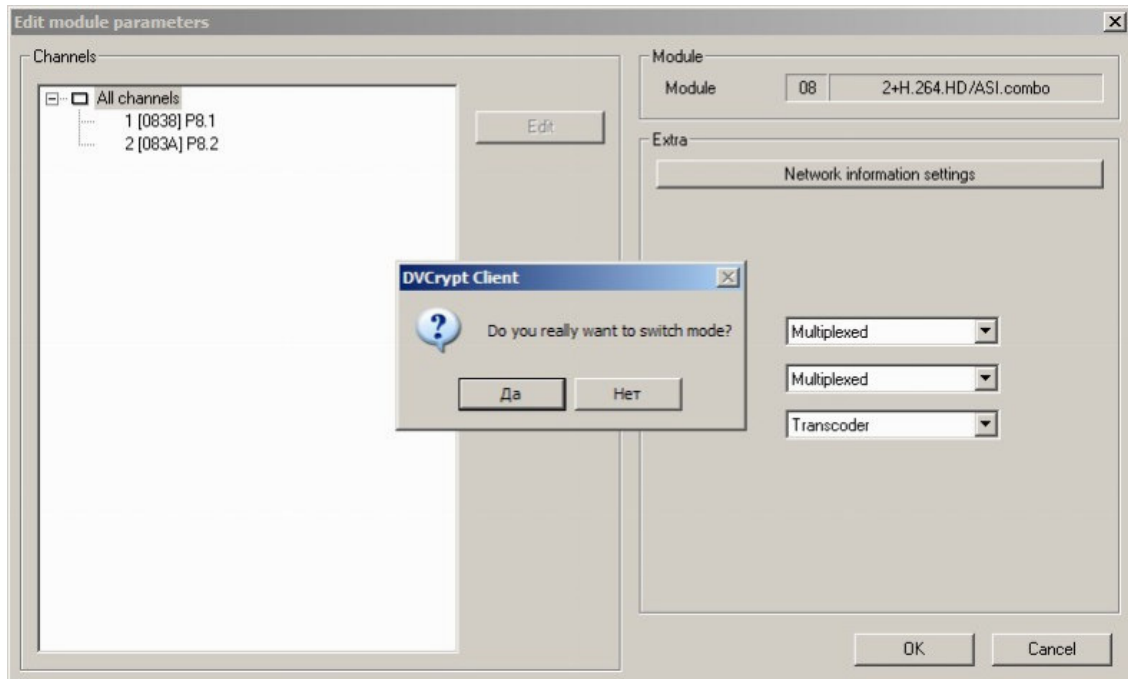 Edit module parameters
Channels
All channels
1 [0838] P8.1
2 [083A] P8.2
Edit
Module
Module 08 2+H.264.HD/ASI.combo
Extra
Network information settings
DVCrypt Client
Do you really want to switch mode?
Да Нет
Multiplexed
Multiplexed
Transcoder
OK Cancel